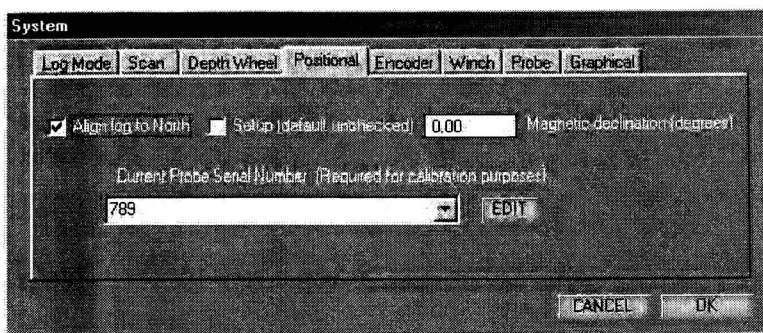 System
Log Mode Scan Depth Wheel Positional Encoder Winch Probe Graphical
Align log to North Setup (default unchecked) 0.00 Magnetic declination (degrees)
Current Probe Serial Number (Required for calibration purposes)
789 EDIT
CANCEL OK